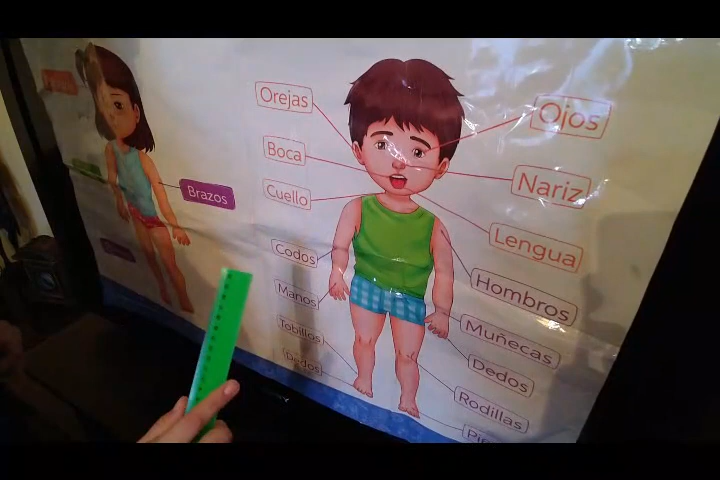 Brazos
Orejas
Boca
Cuello
Codos
Manos
Tobillos
Dedos
Ojos
Nariz
Lengua
Hombros
Muñecas
Dedos
Rodillas